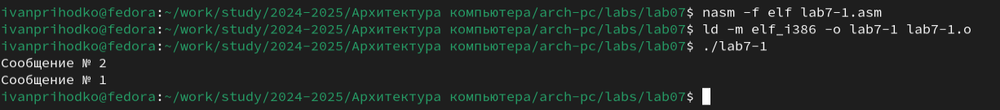 ivanprihodko@fedora:~/work/study/2024-2025/Архитектура компьютера/arch-pc/labs/lab07$ nasm -f elf lab7-1.asm
ivanprihodko@fedora:~/work/study/2024-2025/Архитектура компьютера/arch-pc/labs/lab07$ ld -m elf_i386 -o lab7-1 lab7-1.o
ivanprihodko@fedora:~/work/study/2024-2025/Архитектура компьютера/arch-pc/labs/lab07$ ./lab7-1
Сообщение № 2
Сообщение № 1
ivanprihodko@fedora:~/work/study/2024-2025/Архитектура компьютера/arch-pc/labs/lab07$